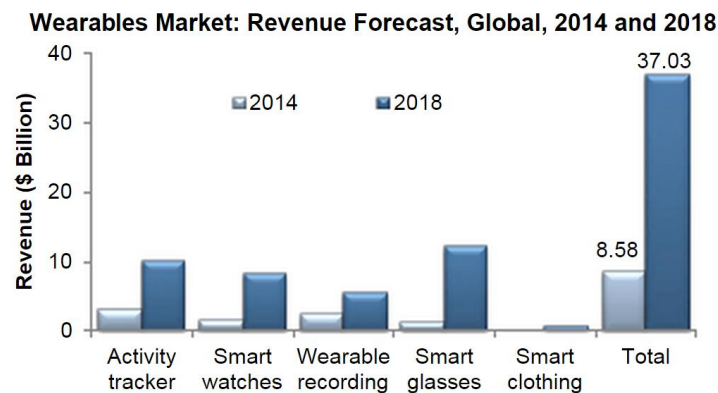 Wearables Market: Revenue Forecast, Global, 2014 and 2018
Revenue ($ Billion)
40
30
20
10
0
2014
2018
8.58
37.03
Activity
tracker
Smart
watches
Wearable
recording
Smart
glasses
Smart
clothing
Total